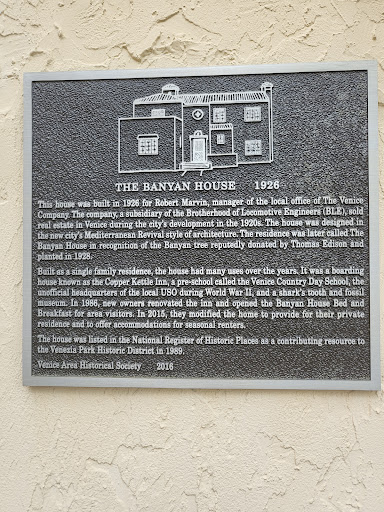 THE BANYAN HOUSE 1926
This house was built in 1926 for Robert Marvin, manager of the local office of The Venice
Company. The company, a subsidiary of the Brotherhood of Locomotive Engineers (BLE), sold
real estate in Venice during the city's development in the 1920s. The house was designed in
the new city's Mediterranean Revival style of architecture. The residence was later called The
Banyan House in recognition of the Banyan tree reputedly donated by Thomas Edison and
planted in 1928.
Built as a single family residence, the house had many uses over the years. It was a boarding
house known as the Copper Kettle Inn, a pre-school called the Venice Country Day School, the
unofficial headquarters of the local USO during World War II, and a shark's tooth and fossil
museum. In 1986, new owners renovated the inn and opened the Banyan House Bed and
Breakfast for area visitors. In 2015, they modified the home to provide for their private
residence and to offer accommodations for seasonal renters.
The house was listed in the National Register of Historic Places as a contributing resource to
the Venezia Park Historic District in 1989
Venice Area Historical Society 2016